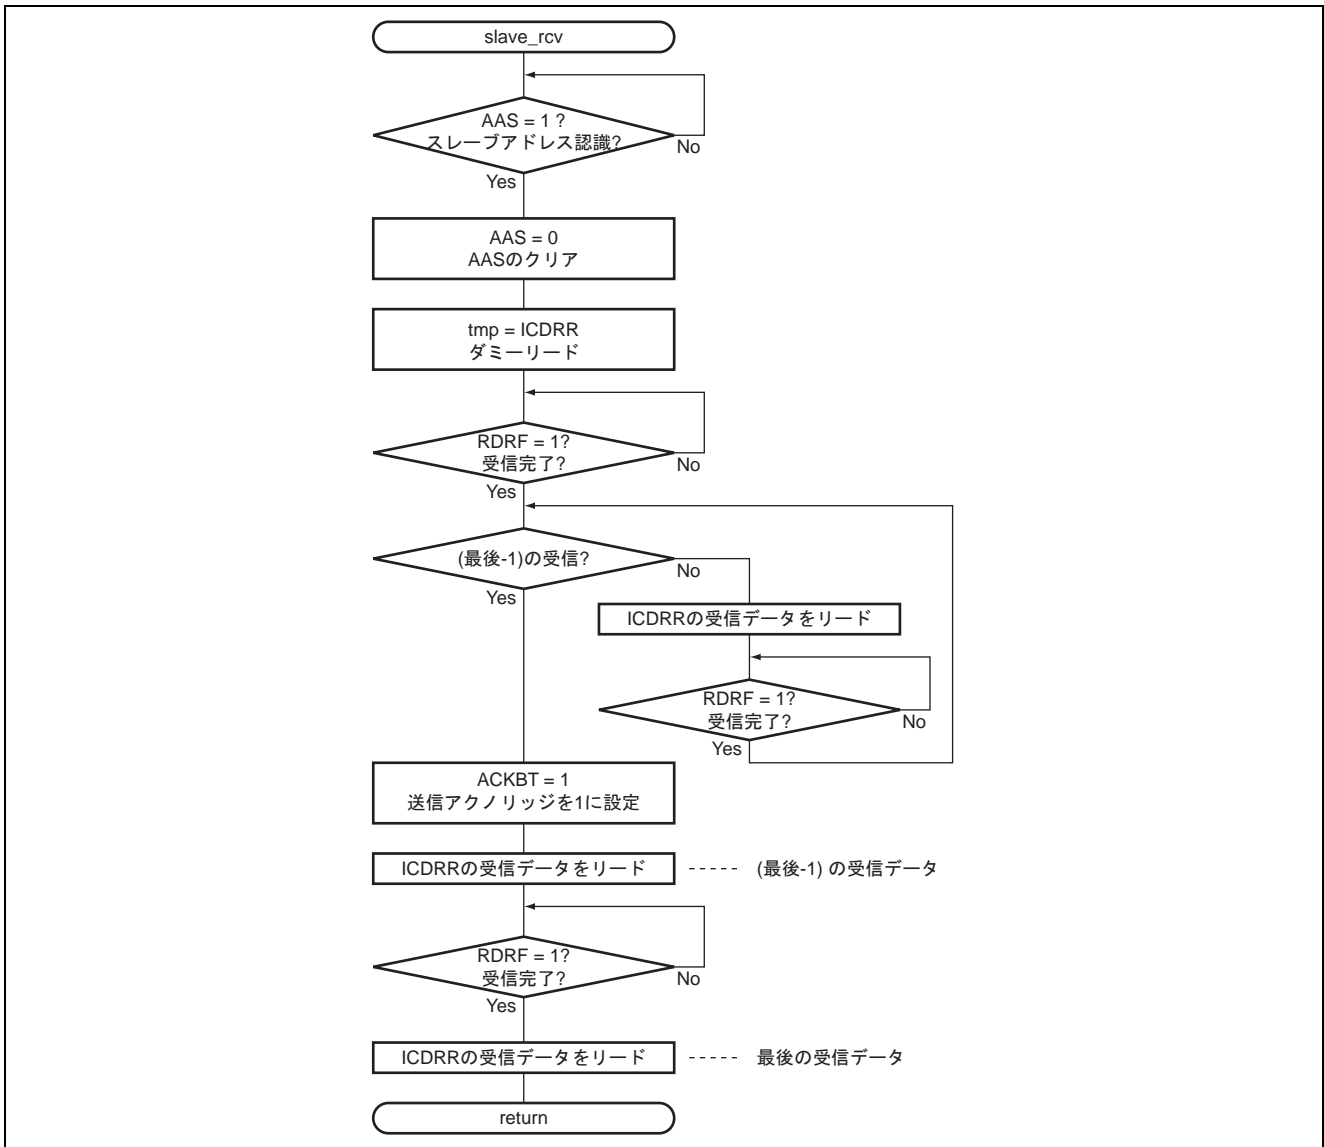 slave_rcv
AAS = 1 ?
スレーブアドレス認識?
No
Yes
AAS = 0
AASのクリア
tmp = ICDRR
ダミーリード
RDRF = 1?
受信完了?
No
Yes
(最後-1)の受信?
No
Yes
ICDRRの受信データをリード
RDRF = 1?
受信完了?
No
Yes
ACKBT = 1
送信アクノリッジを1に設定
ICDRRの受信データをリード ----- (最後-1) の受信データ
RDRF = 1?
受信完了?
No
Yes
ICDRRの受信データをリード ----- 最後の受信データ
return